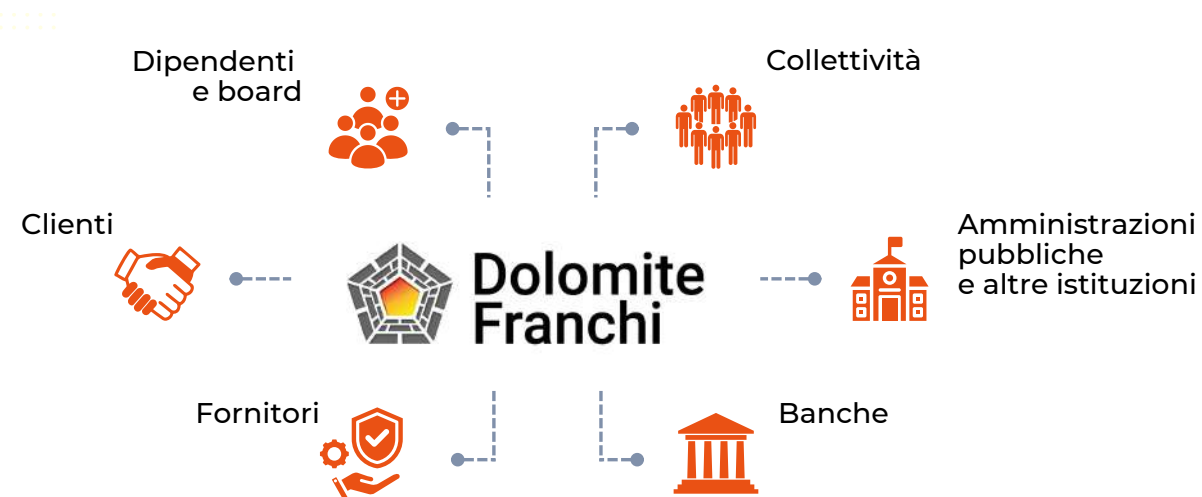 Dipendenti
e board
Collettività
Clienti
Amministrazioni
pubbliche
e altre istituzioni
Dolomite
Franchi
Fornitori
Banche